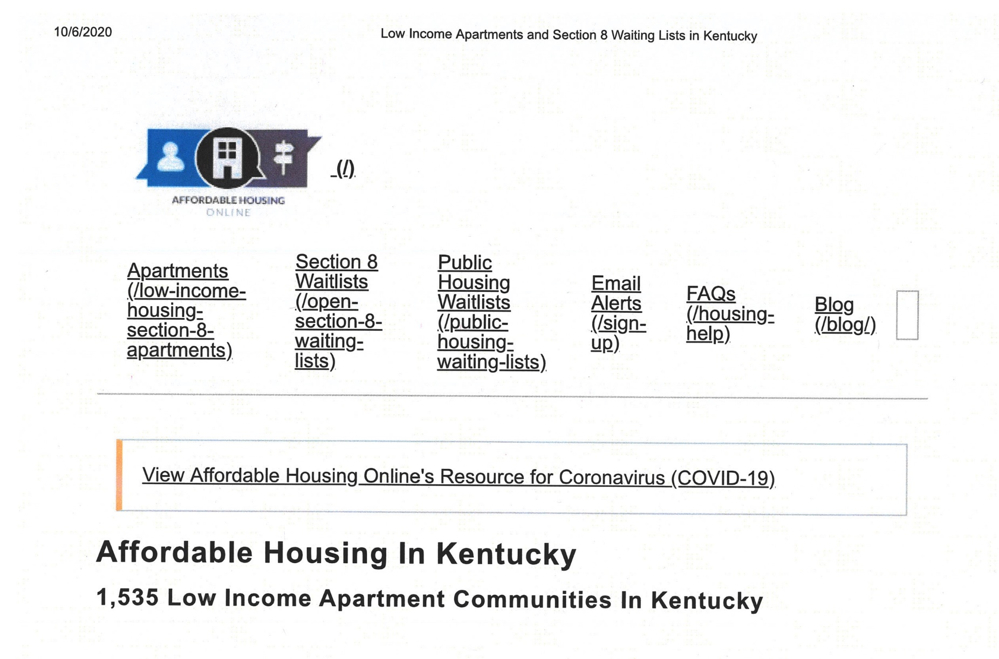 10/6/2020
Low Income Apartments and Section 8 Waiting Lists in Kentucky
AFFORDABLE HOUSING
ONLINE
(/)
Apartments
(/low-income-
housing-
section-8-
apartments)
Section 8
Waitlists
(/open-
section-8-
waiting-
lists)
Public
Housing
Waitlists
(/public-
housing-
waiting-lists)
Email
Alerts
(/sign-
up)
FAQs
(/housing-
help)
Blog
(/blog/)
View Affordable Housing Online's Resource for Coronavirus (COVID-19)
Affordable Housing In Kentucky
1,535 Low Income Apartment Communities In Kentucky